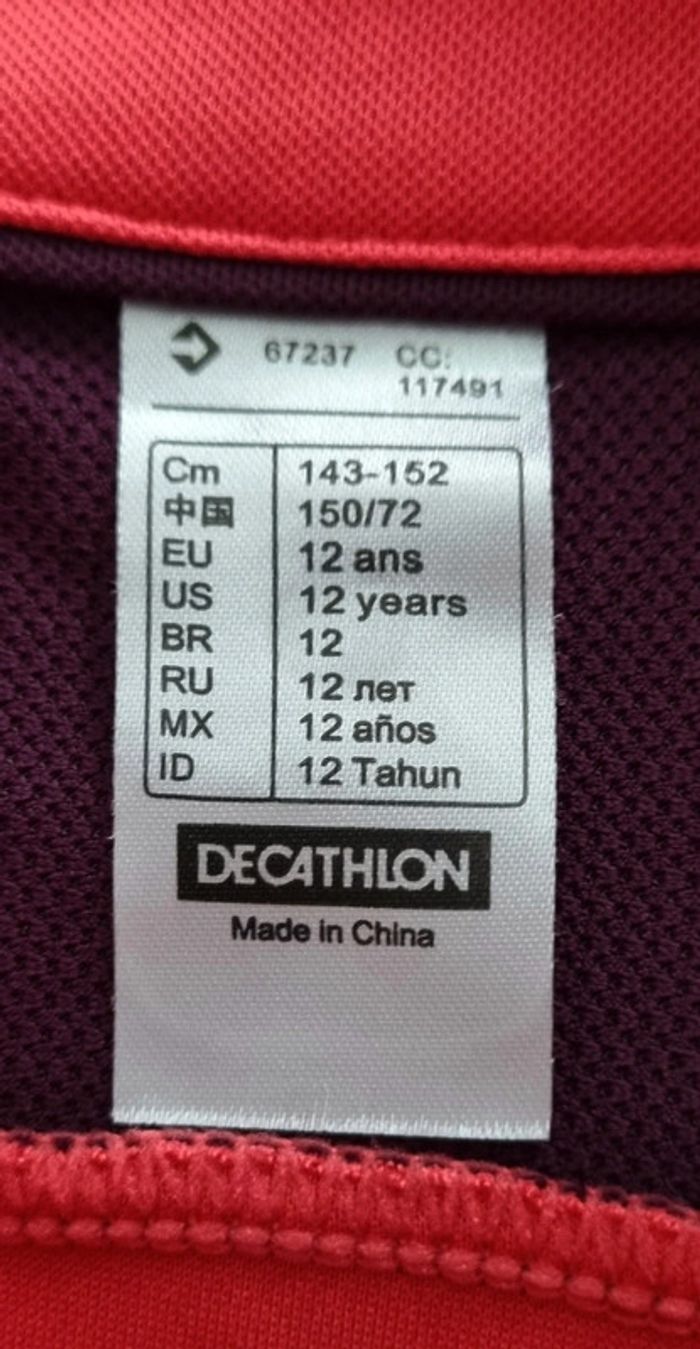 67237 CC:
117491
Cm 143-152
中国 150/72
EU 12 ans
US 12 years
BR 12
RU 12 лет
MX 12 años
ID 12 Tahun
DECATHLON
Made in China